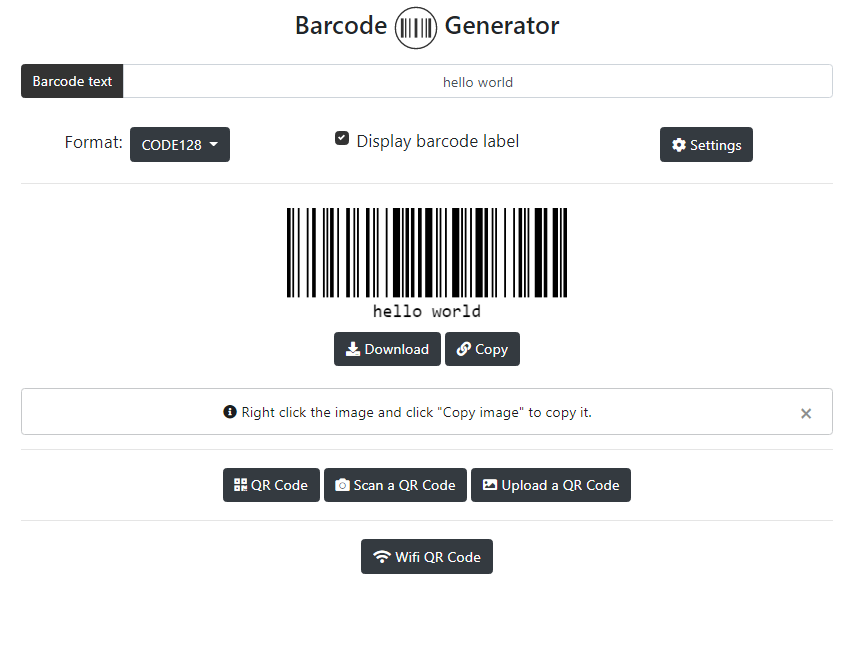 Barcode Generator
Barcode text hello world
Format: CODE128 Display barcode label Settings
hello world
Download Copy
Right click the image and click "Copy image" to copy it. ×
QR Code Scan a QR Code Upload a QR Code
Wifi QR Code